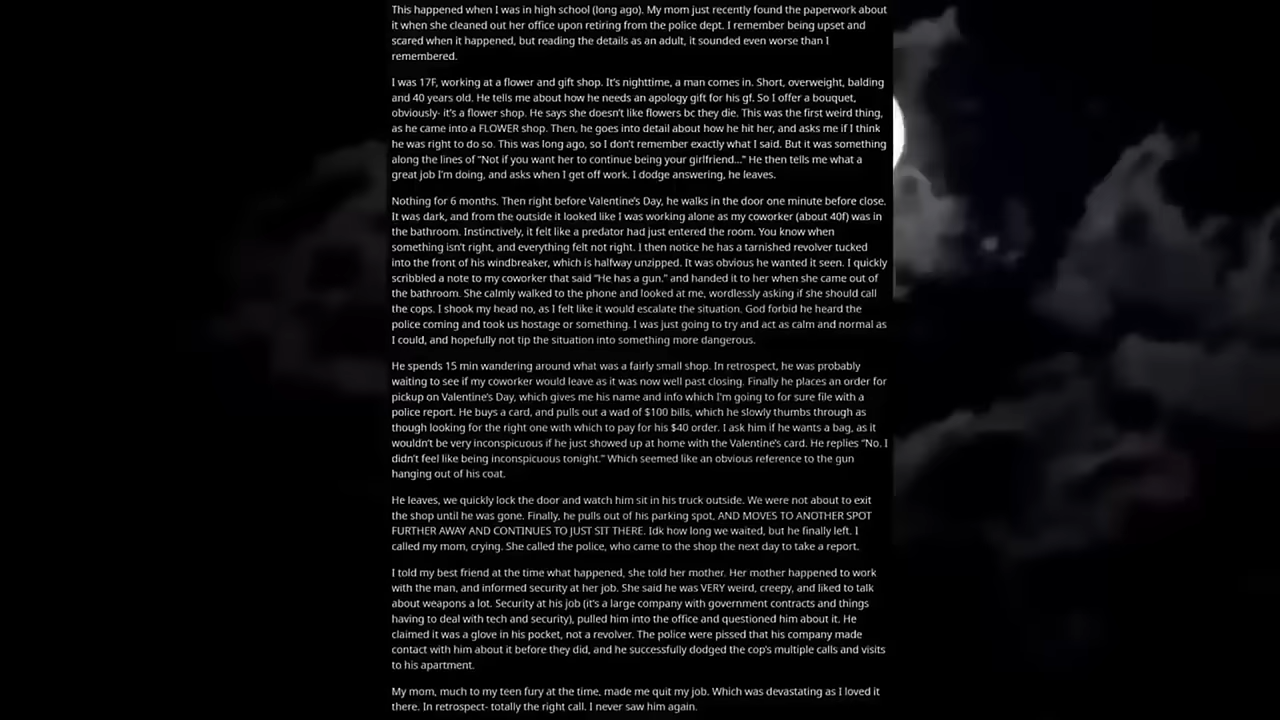 This happened when I was in high school (long ago). My mom just recently found the paperwork about
it when she cleaned out her office upon retiring from the police dept. I remember being upset and
scared when it happened, but reading the details as an adult, it sounded even worse than I
remembered.
I was 17F, working at a flower and gift shop. It's nighttime, a man comes in. Short, overweight, balding
and 40 years old. He tells me about how he needs an apology gift for his gf. So I offer a bouquet,
obviously- it's a flower shop. He says she doesn't like flowers bc they die. This was the first weird thing,
as he came into a FLOWER shop. Then, he goes into detail about how he hit her, and asks me if I think
he was right to do so. This was long ago, so I don't remember exactly what I said. But it was something
along the lines of "Not if you want her to continue being your girlfriend..." He then tells me what a
great job I'm doing, and asks when I get off work. I dodge answering, he leaves.
Nothing for 6 months. Then right before Valentine's Day, he walks in the door one minute before close.
It was dark, and from the outside it looked like I was working alone as my coworker (about 40f) was in
the bathroom. Instinctively, it felt like a predator had just entered the room. You know when
something isn't right, and everything felt not right. I then notice he has a tarnished revolver tucked
into the front of his windbreaker, which is halfway unzipped. It was obvious he wanted it seen. I quickly
scribbled a note to my coworker that said "He has a gun." and handed it to her when she came out of
the bathroom. She calmly walked to the phone and looked at me, wordlessly asking if she should call
the cops. I shook my head no, as I felt like it would escalate the situation. God forbid he heard the
police coming and took us hostage or something. I was just going to try and act as calm and normal as
I could, and hopefully not tip the situation into something more dangerous.
He spends 15 min wandering around what was a fairly small shop. In retrospect, he was probably
waiting to see if my coworker would leave as it was now well past closing. Finally he places an order for
pickup on Valentine's Day, which gives me his name and info which I'm going to for sure file with a
police report. He buys a card, and pulls out a wad of $100 bills, which he slowly thumbs through as
though looking for the right one with which to pay for his $40 order. I ask him if he wants a bag, as it
wouldn't be very inconspicuous if he just showed up at home with the Valentine's card. He replies "No. I
didn't feel like being inconspicuous tonight." Which seemed like an obvious reference to the gun
hanging out of his coat.
He leaves, we quickly lock the door and watch him sit in his truck outside. We were not about to exit
the shop until he was gone. Finally, he pulls out of his parking spot, AND MOVES TO ANOTHER SPOT
FURTHER AWAY AND CONTINUES TO JUST SIT THERE. Idk how long we waited, but he finally left. I
called my mom, crying. She called the police, who came to the shop the next day to take a report.
I told my best friend at the time what happened, she told her mother. Her mother happened to work
with the man, and informed security at her job. She said he was VERY weird, creepy, and liked to talk
about weapons a lot. Security at his job (it's a large company with government contracts and things
having to deal with tech and security), pulled him into the office and questioned him about it. He
claimed it was a glove in his pocket, not a revolver. The police were pissed that his company made
contact with him about it before they did, and he successfully dodged the cop's multiple calls and visits
to his apartment.
My mom, much to my teen fury at the time, made me quit my job. Which was devastating as I loved it
there. In retrospect- totally the right call. I never saw him again.